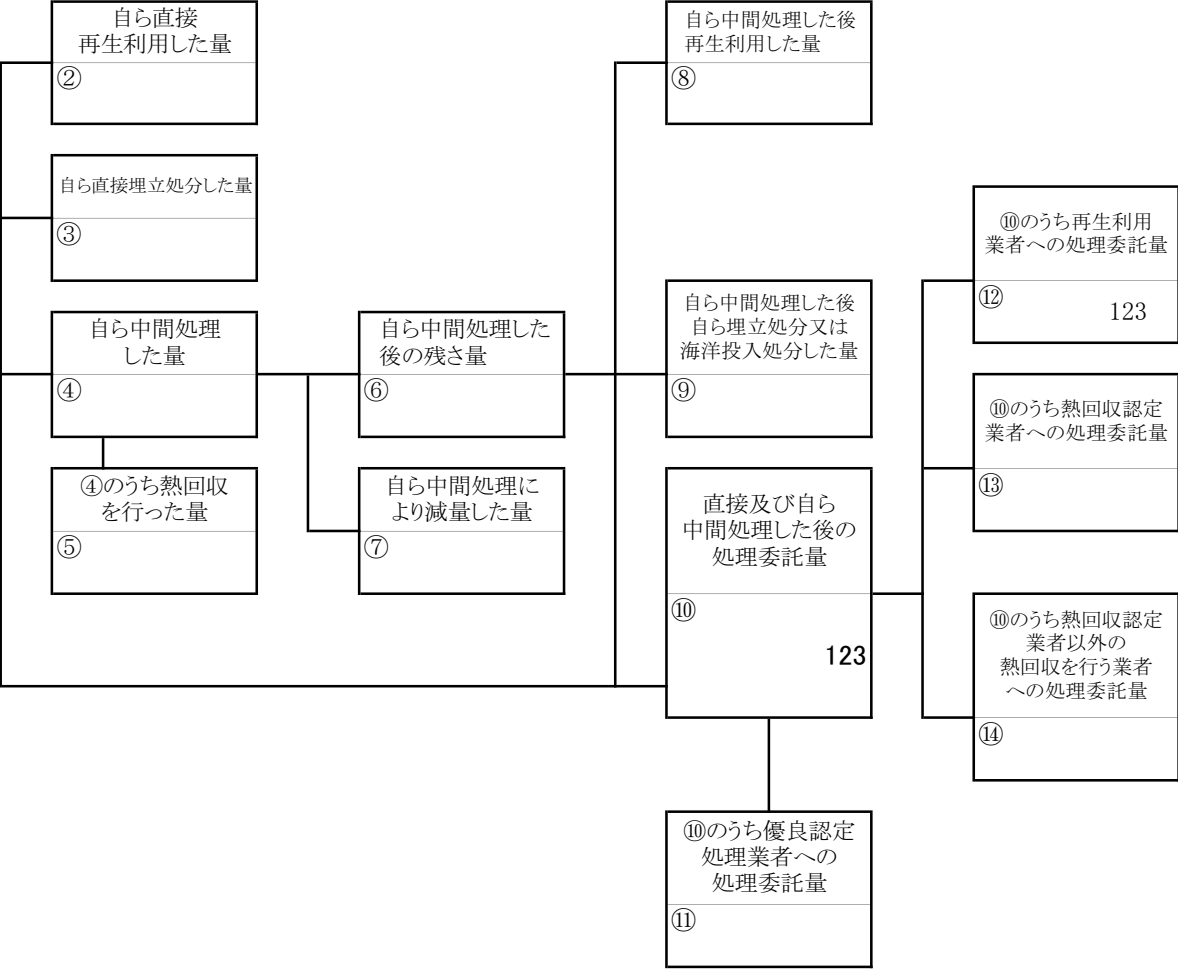 自ら直接
再生利用した量
②
自ら直接埋立処分した量
③
自ら中間処理
した量
④
④のうち熱回収
を行った量
⑤
自ら中間処理した
後の残さ量
⑥
自ら中間処理に
より減量した量
⑦
自ら中間処理した後
再生利用した量
⑧
自ら中間処理した後
自ら埋立処分又は
海洋投入処分した量
⑨
直接及び自ら
中間処理した後の
処理委託量
⑩
123
⑩のうち優良認定
処理業者への
処理委託量
⑪
⑩のうち再生利用
業者への処理委託量
⑫
123
⑩のうち熱回収認定
業者への処理委託量
⑬
⑩のうち熱回収認定
業者以外の
熱回収を行う業者
への処理委託量
⑭